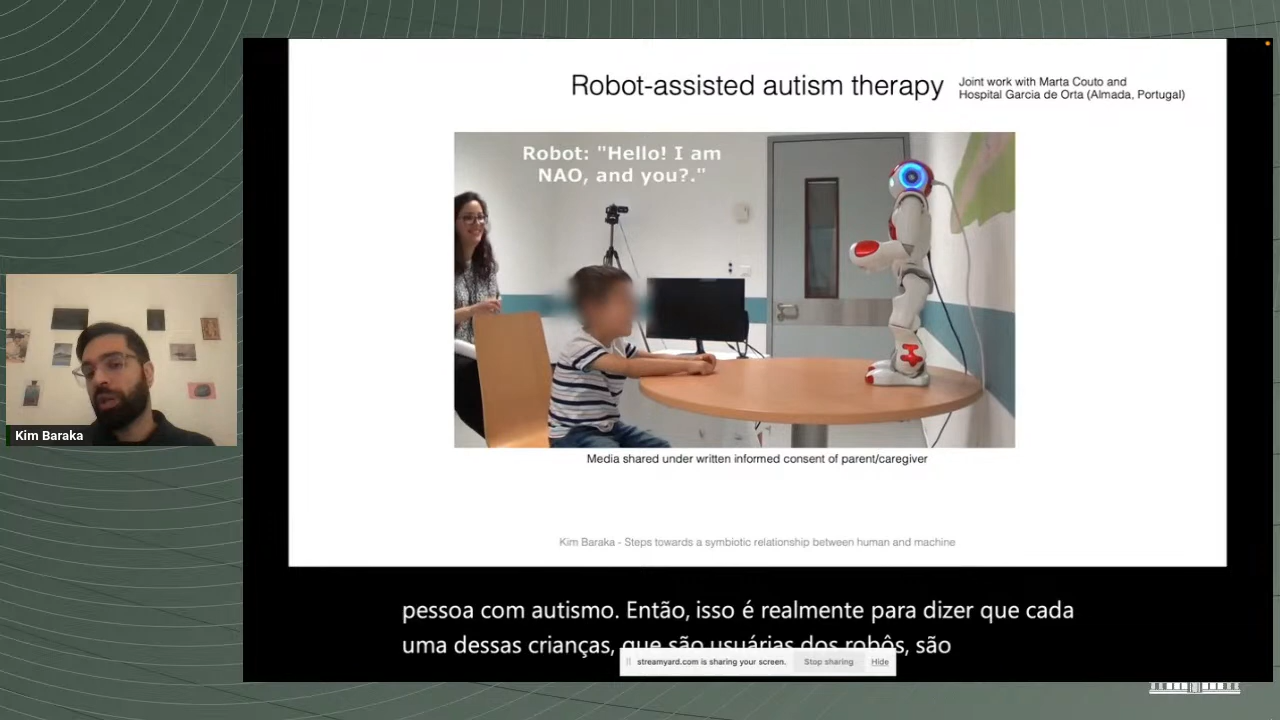 Robot-assisted autism therapy
Joint work with Marta Couto and
Hospital Garcia de Orta (Almada, Portugal)
Robot: "Hello! I am
NAO, and you?."
Media shared under written informed consent of parent/caregiver
Kim Baraka - Steps towards a symbiotic relationship between human and machine
Kim Baraka
pessoa com autismo. Então, isso é realmente para dizer que cada
uma dessas crianças, que são usuárias dos robôs, são
streamyard.com is sharing your screen.
Stop sharing
Hide